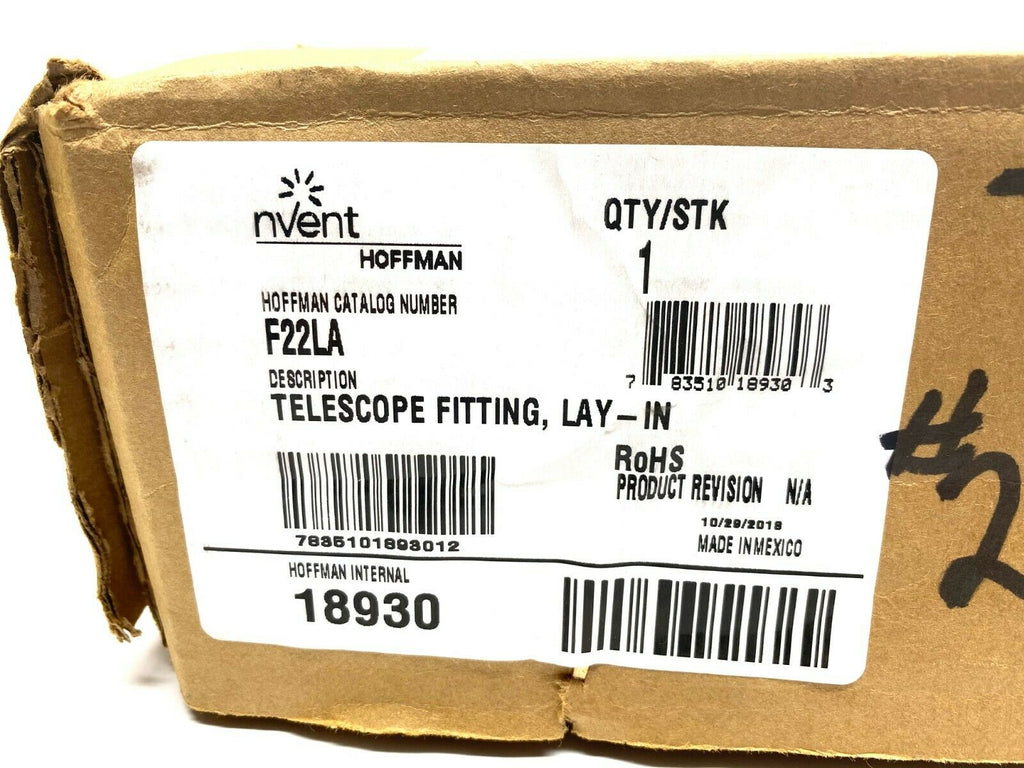 nvent
HOFFMAN
QTY/STK
1
HOFFMAN CATALOG NUMBER
F22LA
7 83510 18930 3
DESCRIPTION
TELESCOPE FITTING, LAY-IN
RoHS
PRODUCT REVISION N/A
7835101893012
10/29/2018
MADE IN MEXICO
HOFFMAN INTERNAL
18930
#2